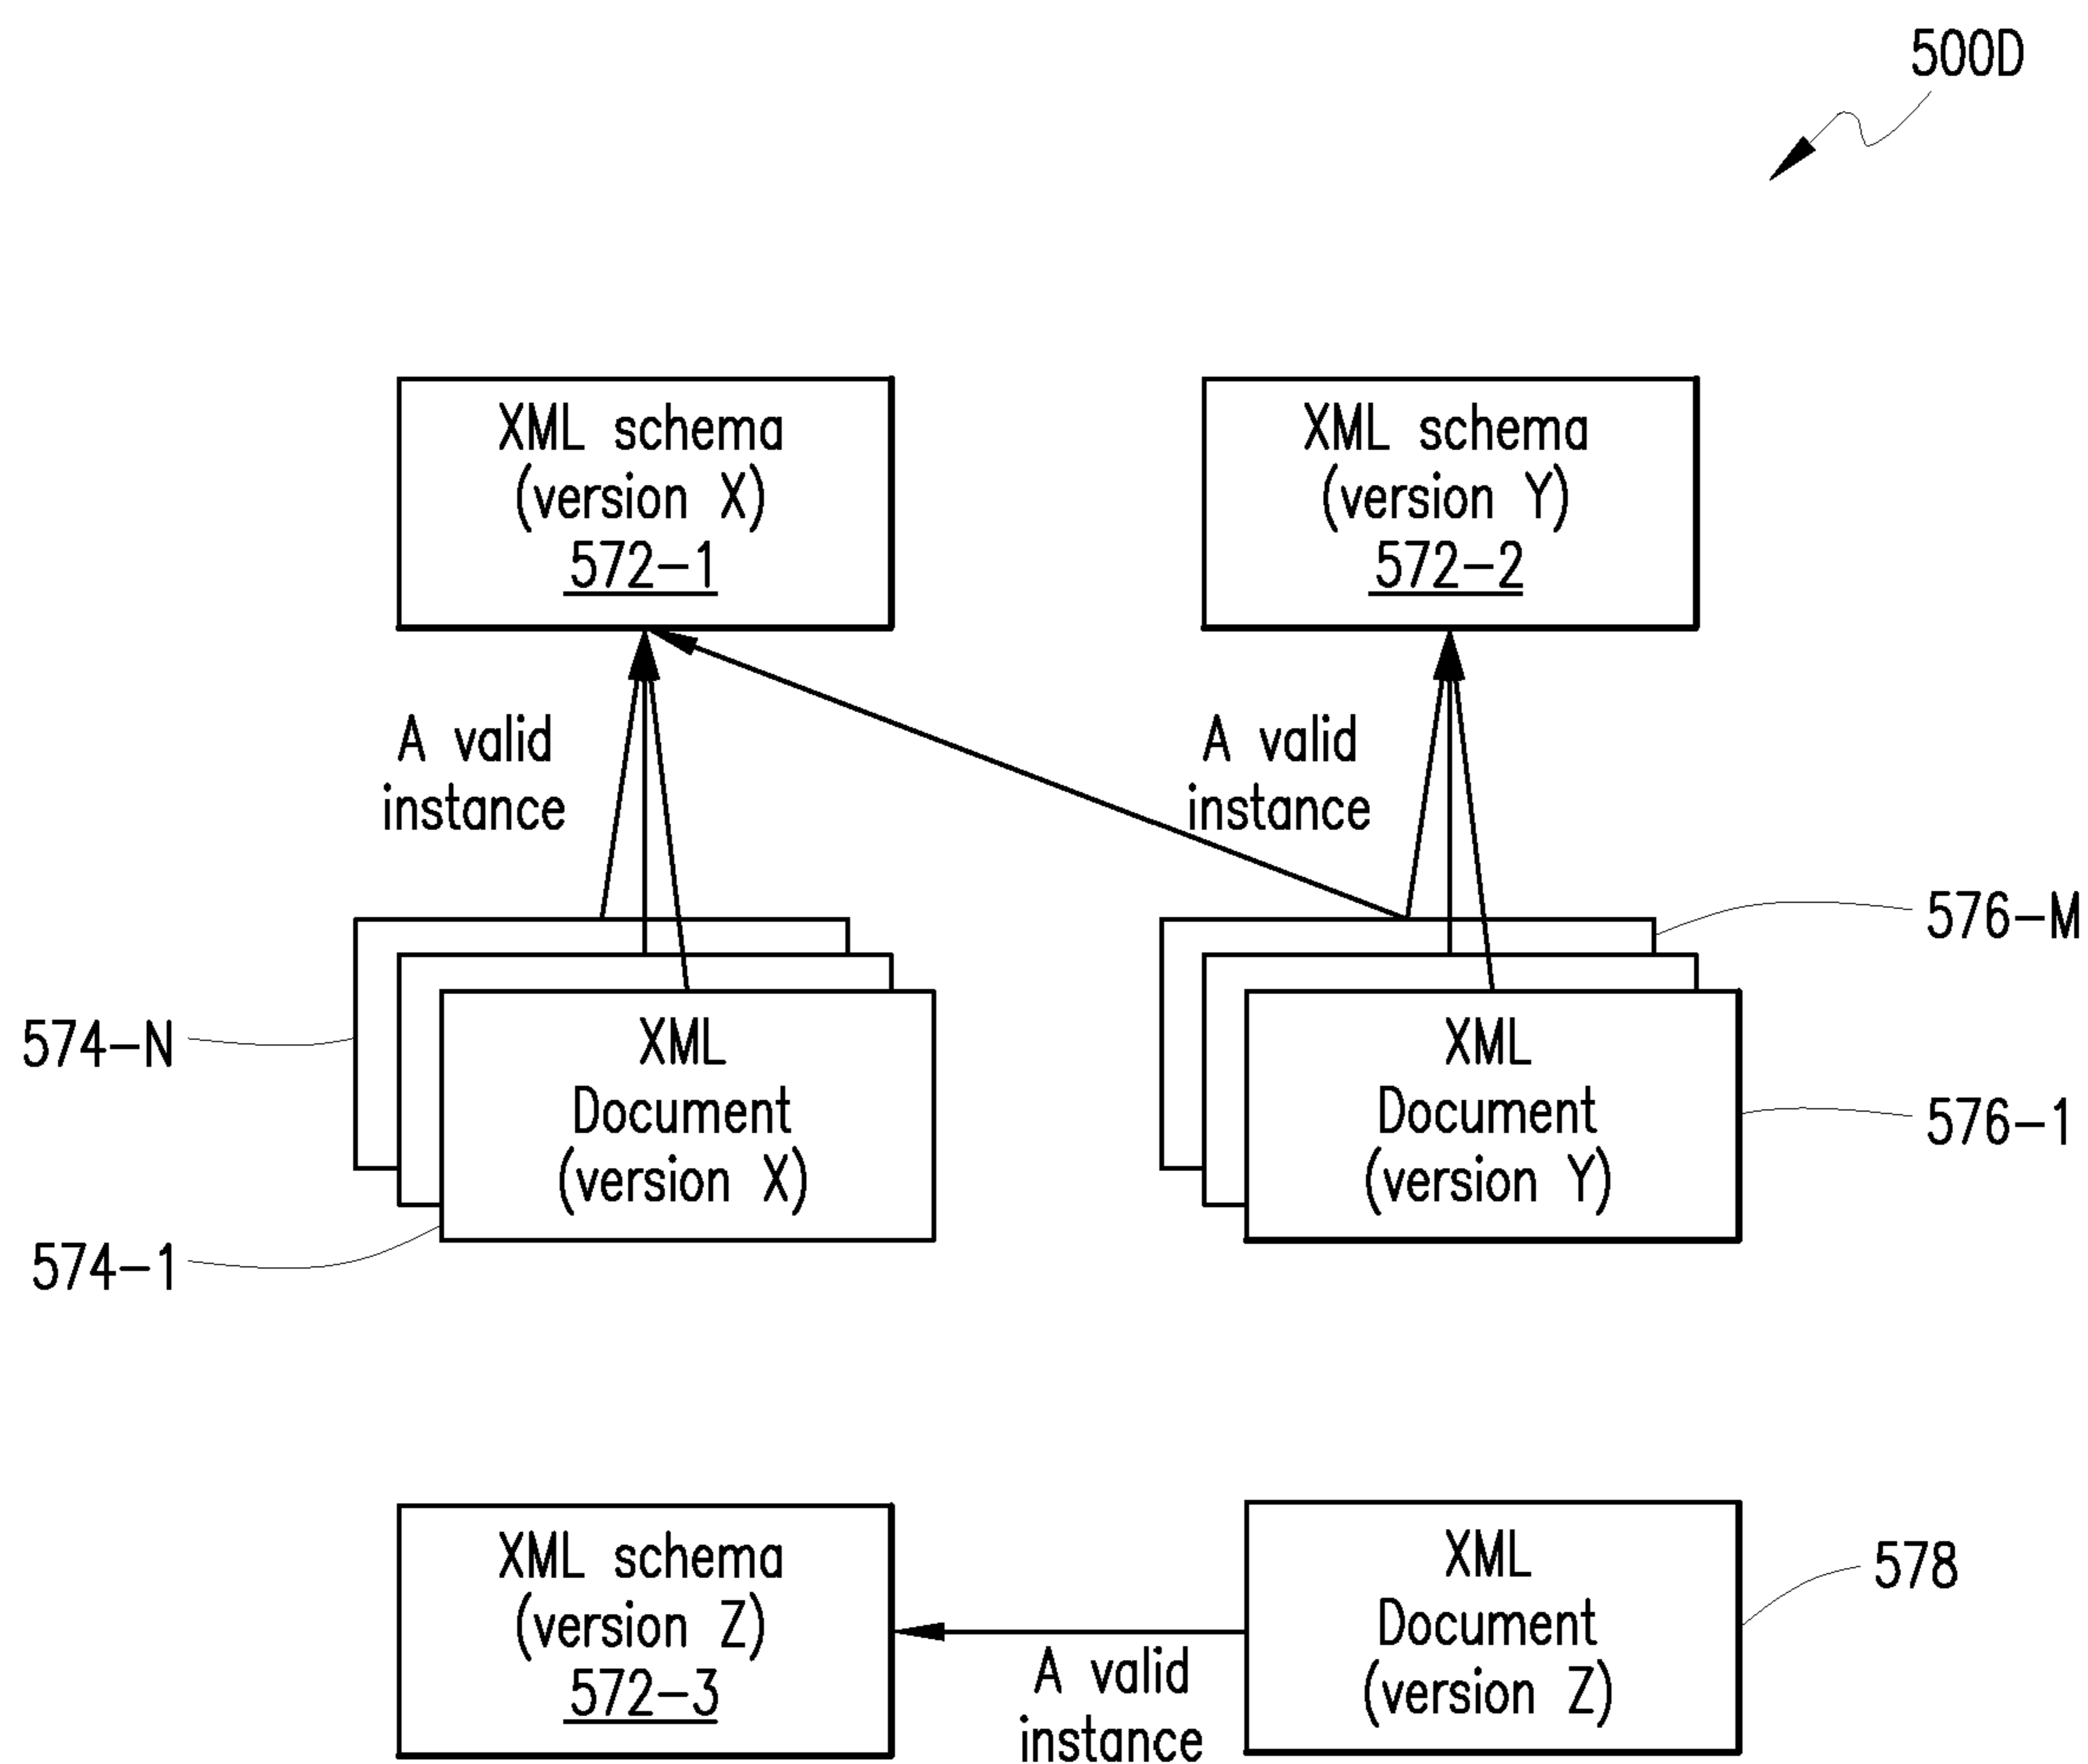 500D
XML schema
(version X)
572-1
XML schema
(version Y)
572-2
A valid
instance
A valid
instance
576-M
574-N
XML
Document
(version X)
XML
Document
(version Y)
576-1
574-1
XML schema
(version Z)
572-3
A valid
instance
XML
Document
(version Z)
578